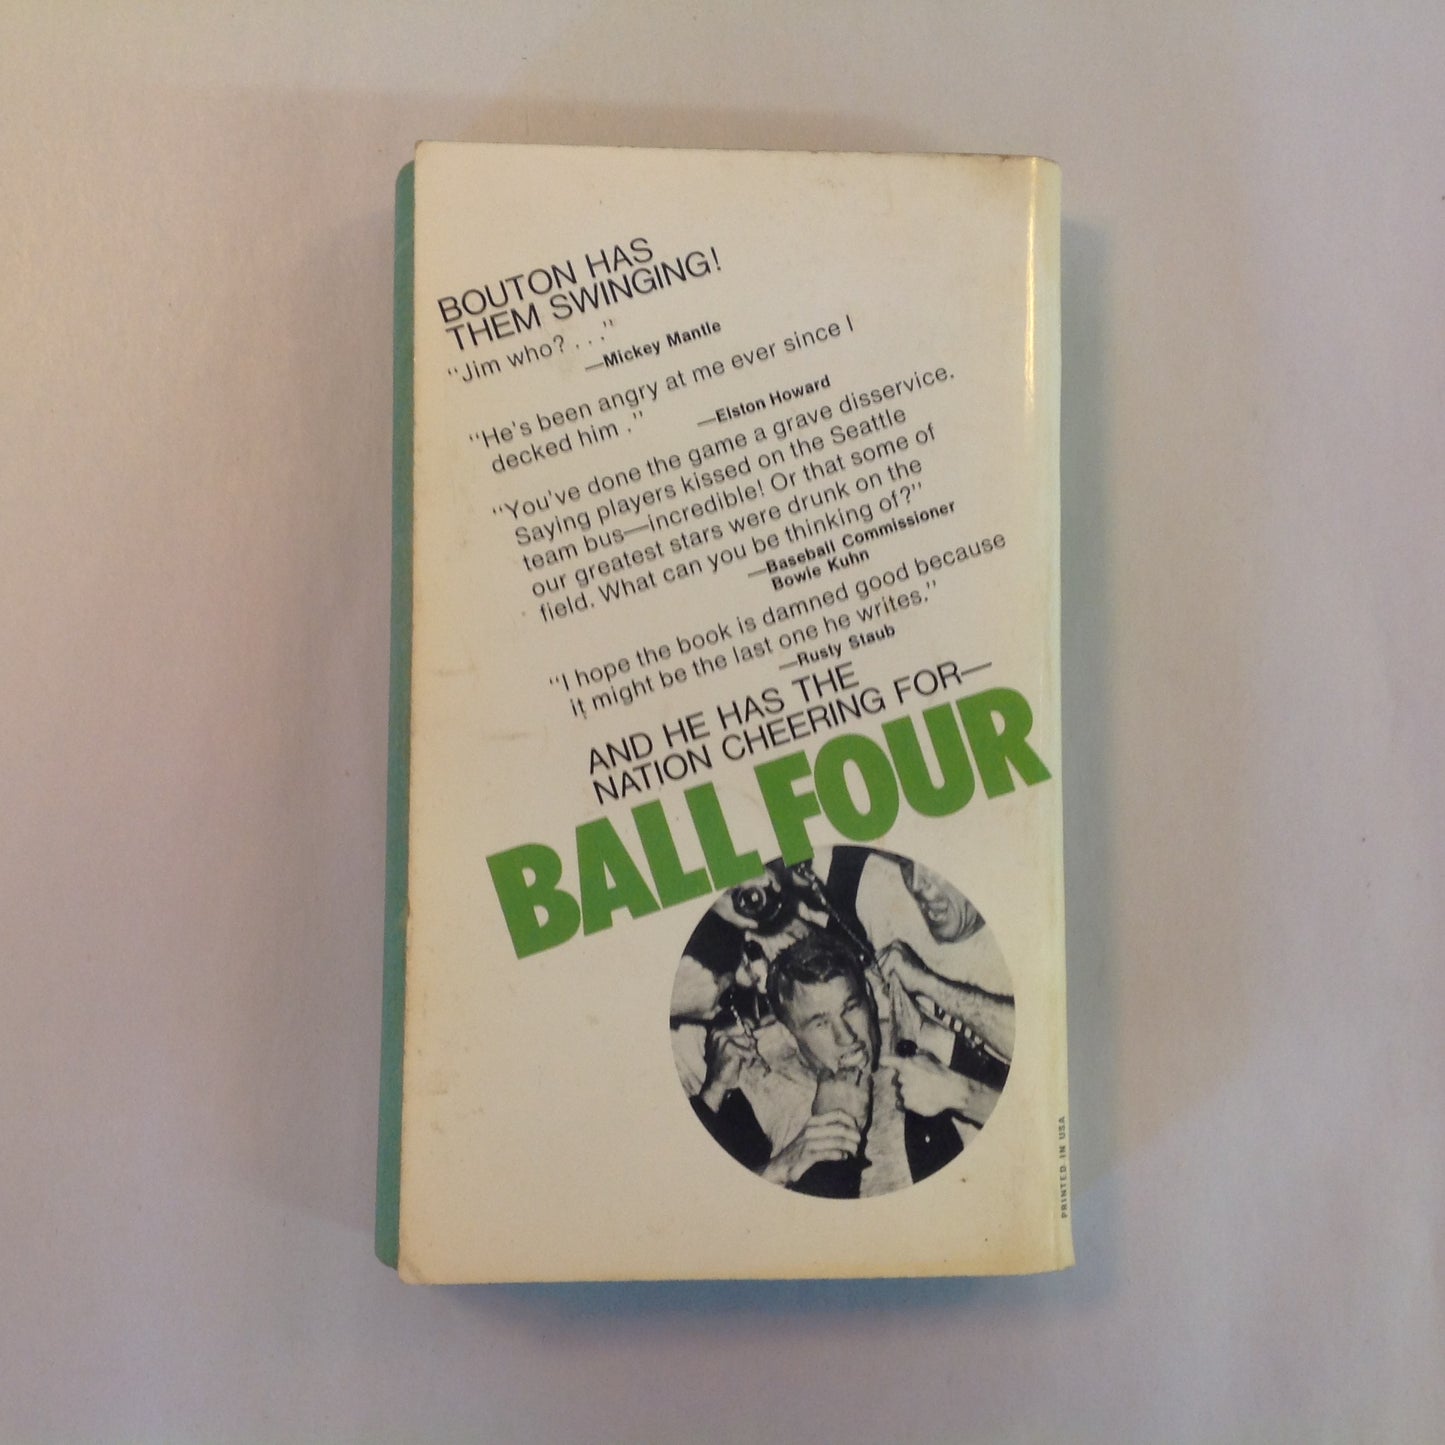 BOUTON HAS
THEM SWINGING!
"Jim who? . . ."
—Mickey Mantle
"He's been angry at me ever since I
decked him ."
—Elston Howard
"You've done the game a grave disservice.
Saying players kissed on the Seattle
team bus—incredible! Or that some of
our greatest stars were drunk on the
field. What can you be thinking of?"
—Baseball Commissioner
Bowie Kuhn
"I hope the book is damned good because
it might be the last one he writes."
—Rusty Staub
AND HE HAS THE
NATION CHEERING FOR—
BALL FOUR
PRINTED IN USA